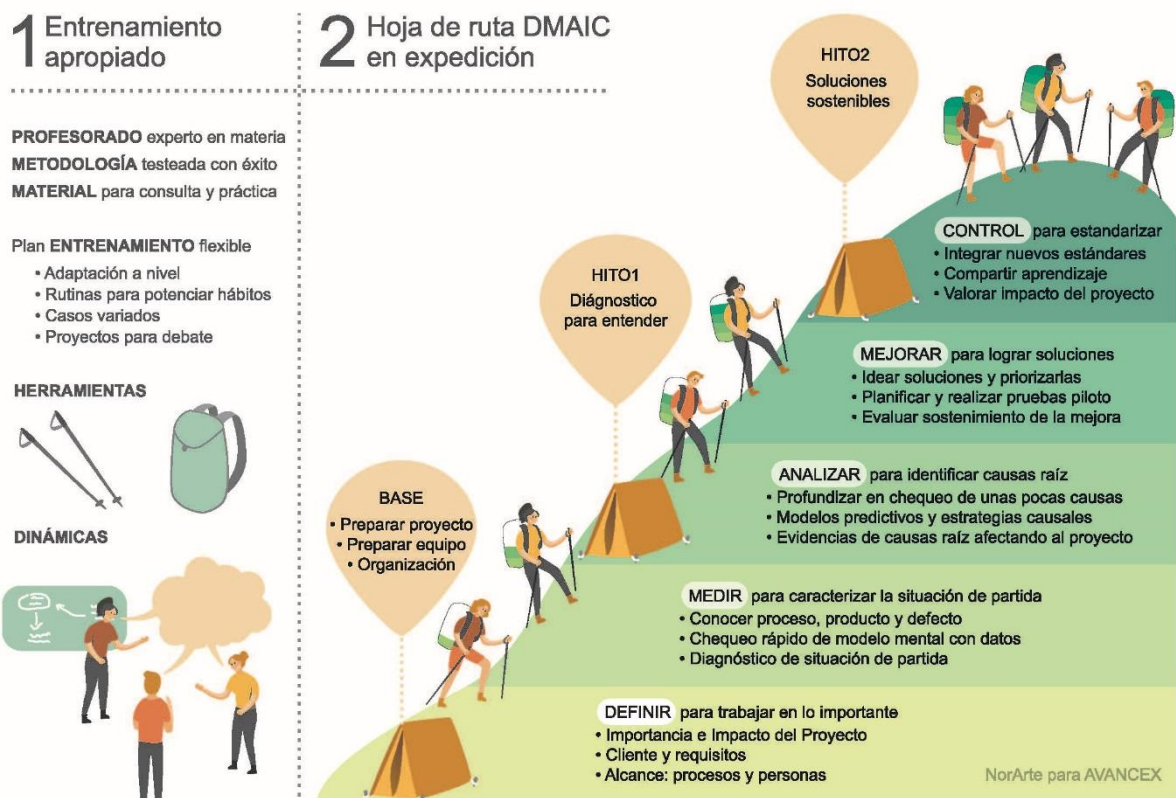 1 Entrenamiento
apropiado
PROFESORADO experto en materia
METODOLOGÍA testeada con éxito
MATERIAL para consulta y práctica
Plan ENTRENAMIENTO flexible
• Adaptación a nivel
• Rutinas para potenciar hábitos
• Casos variados
• Proyectos para debate
HERRAMIENTAS
DINÁMICAS
2 Hoja de ruta DMAIC
en expedición
BASE
• Preparar proyecto
• Preparar equipo
• Organización
HITO1
Diágnostico
para entender
HITO2
Soluciones
sostenibles
CONTROL para estandarizar
• Integrar nuevos estándares
• Compartir aprendizaje
• Valorar impacto del proyecto
MEJORAR para lograr soluciones
• Idear soluciones y priorizarlas
• Planificar y realizar pruebas piloto
• Evaluar sostenimiento de la mejora
ANALIZAR para identificar causas raíz
• Profundizar en chequeo de unas pocas causas
• Modelos predictivos y estrategias causales
• Evidencias de causas raíz afectando al proyecto
MEDIR para caracterizar la situación de partida
• Conocer proceso, producto y defecto
• Chequeo rápido de modelo mental con datos
• Diagnóstico de situación de partida
DEFINIR para trabajar en lo importante
• Importancia e Impacto del Proyecto
• Cliente y requisitos
• Alcance: procesos y personas
NorArte para AVANCEX